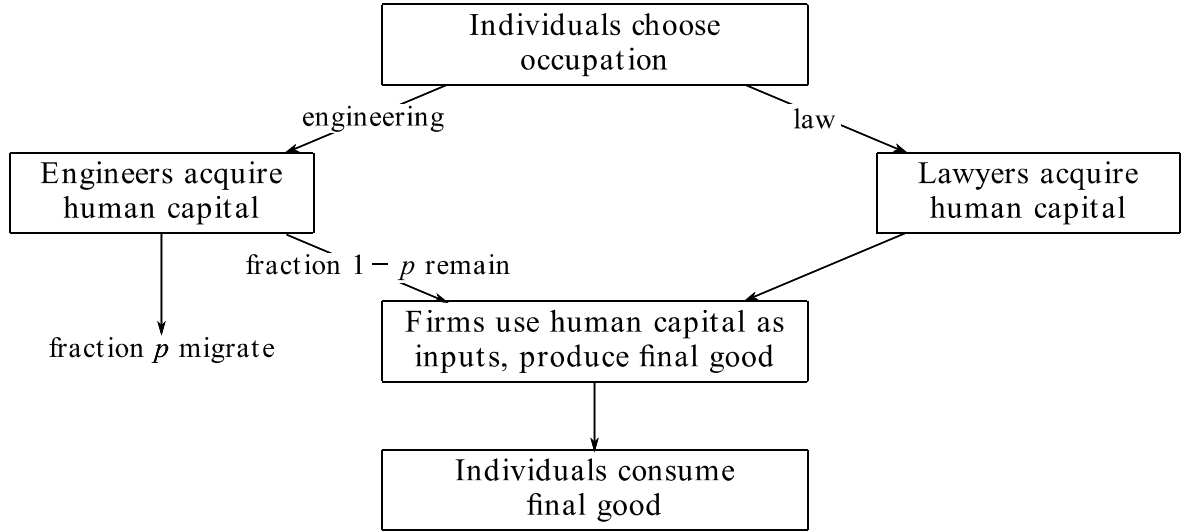 Individuals choose
occupation
engineering
law
Engineers acquire
human capital
Lawyers acquire
human capital
fraction 1 − p remain
Firms use human capital as
inputs, produce final good
fraction p migrate
Individuals consume
final good